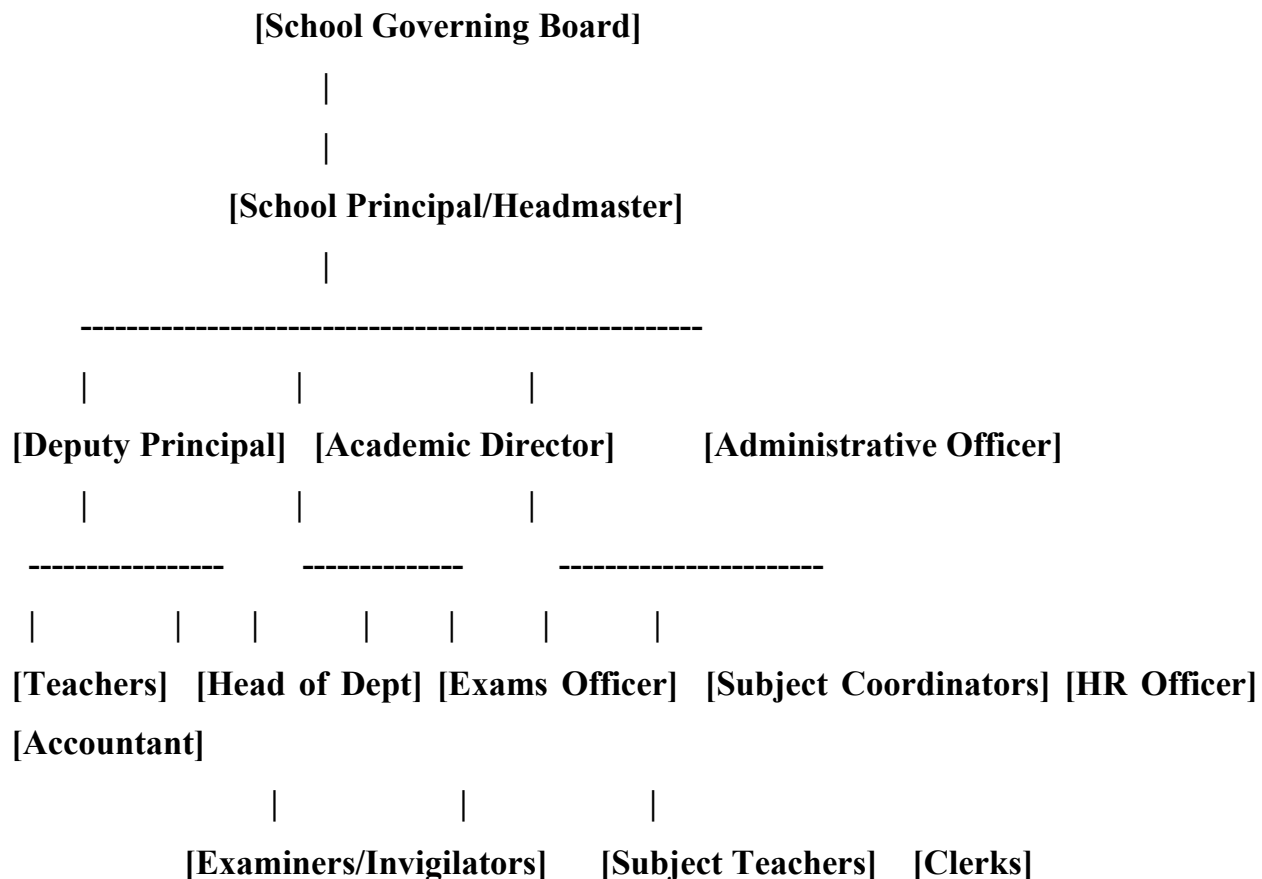 [School Governing Board]
|
|
[School Principal/Headmaster]
|
------------------------------------------------------
| | |
[Deputy Principal] [Academic Director] [Administrative Officer]
| | |
----------------- -------------- -----------------------
| | | | | | |
[Teachers] [Head of Dept] [Exams Officer] [Subject Coordinators] [HR Officer]
[Accountant]
| | |
[Examiners/Invigilators] [Subject Teachers] [Clerks]